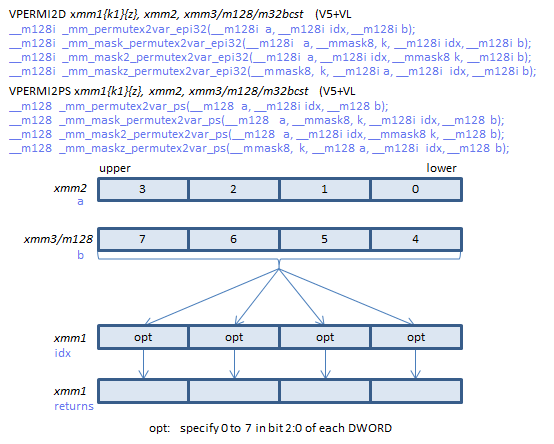 VPERMI2D xmm1{k1}{z}, xmm2, xmm3/m128/m32bcst (V5+VL
__m128i _mm_permutex2var_epi32(__m128i a, __m128i idx, __m128i b);
__m128i _mm_mask_permutex2var_epi32(__m128i a, __mmask8, k, __m128i idx, __m128i b);
__m128i _mm_mask2_permutex2var_epi32(__m128i a, __m128i idx, __mmask8 k, __m128i b);
__m128i _mm_maskz_permutex2var_epi32(__mmask8, k, __m128i a, __m128i idx, __m128i b);
VPERMI2PS xmm1{k1}{z}, xmm2, xmm3/m128/m32bcst (V5+VL
__m128 _mm_permutex2var_ps(__m128 a, __m128i idx, __m128 b);
__m128 _mm_mask_permutex2var_ps(__m128 a, __mmask8, k, __m128i idx, __m128 b);
__m128 _mm_mask2_permutex2var_ps(__m128 a, __m128i idx, __mmask8 k, __m128 b);
__m128 _mm_maskz_permutex2var_ps(__mmask8, k, __m128 a, __m128i idx, __m128 b);
upper lower
xmm2 3 2 1 0
a
xmm3/m128 7 6 5 4
b
xmm1 opt opt opt opt
idx
xmm1
returns
opt: specify 0 to 7 in bit 2:0 of each DWORD